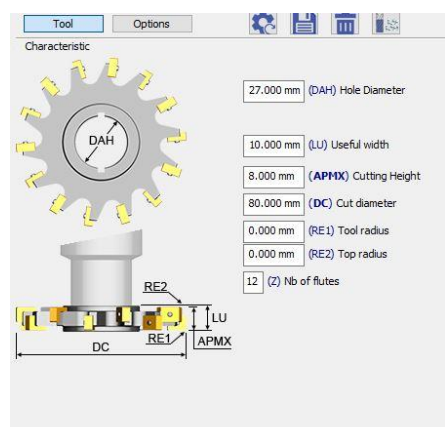 Tool Options
Characteristic
DAH
27.000 mm (DAH) Hole Diameter
10.000 mm (LU) Useful width
8.000 mm (APMX) Cutting Height
80.000 mm (DC) Cut diameter
0.000 mm (RE1) Tool radius
0.000 mm (RE2) Top radius
12 (Z) Nb of flutes
RE2
LU
RE1 APMX
DC